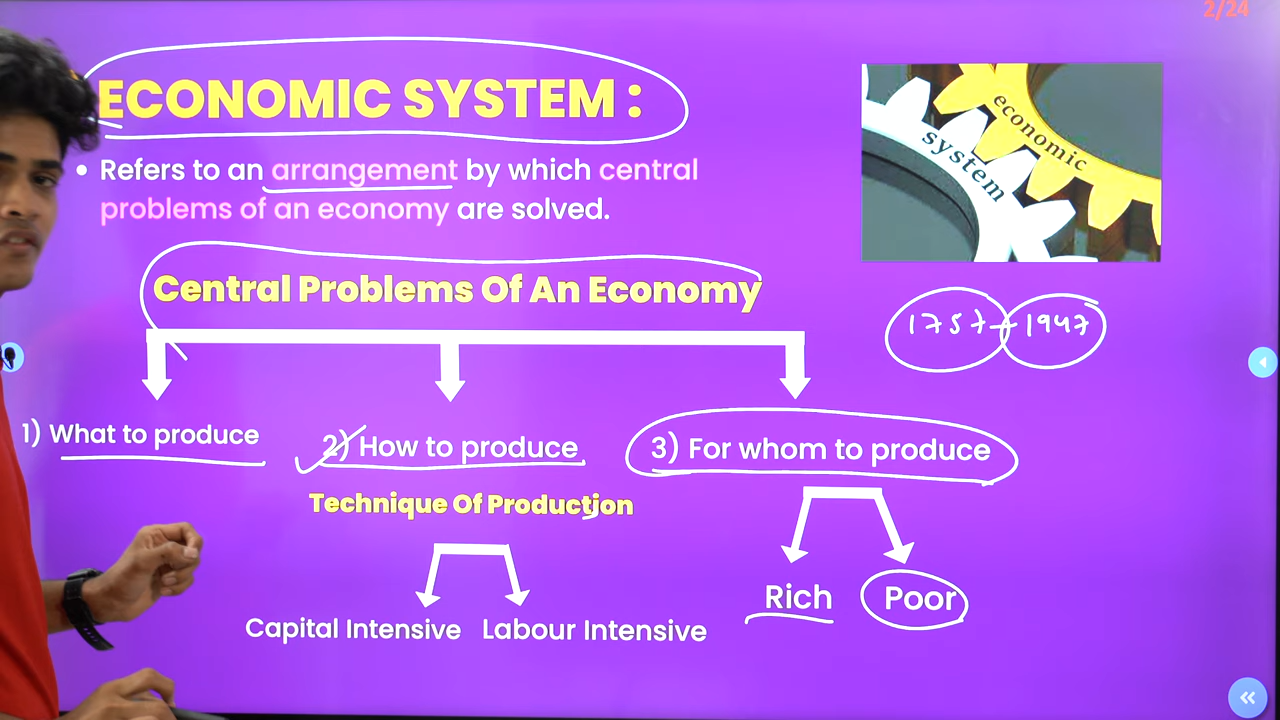 2/24
ECONOMIC SYSTEM :
• Refers to an arrangement by which central
problems of an economy are solved.
economic
system
Central Problems Of An Economy
1757-1947
1) What to produce
2) How to produce
3) For whom to produce
Technique Of Production
Rich
Poor
Capital Intensive
Labour Intensive